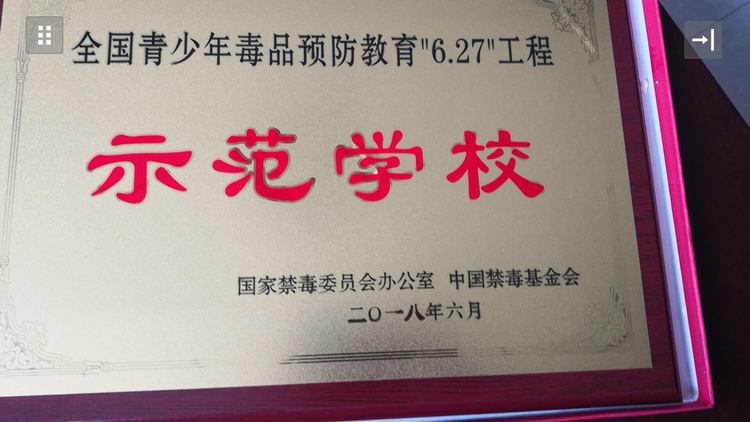 全国青少年毒品预防教育"6.27"工程
示范学校
国家禁毒委员会办公室 中国禁毒基金会
二〇一八年六月